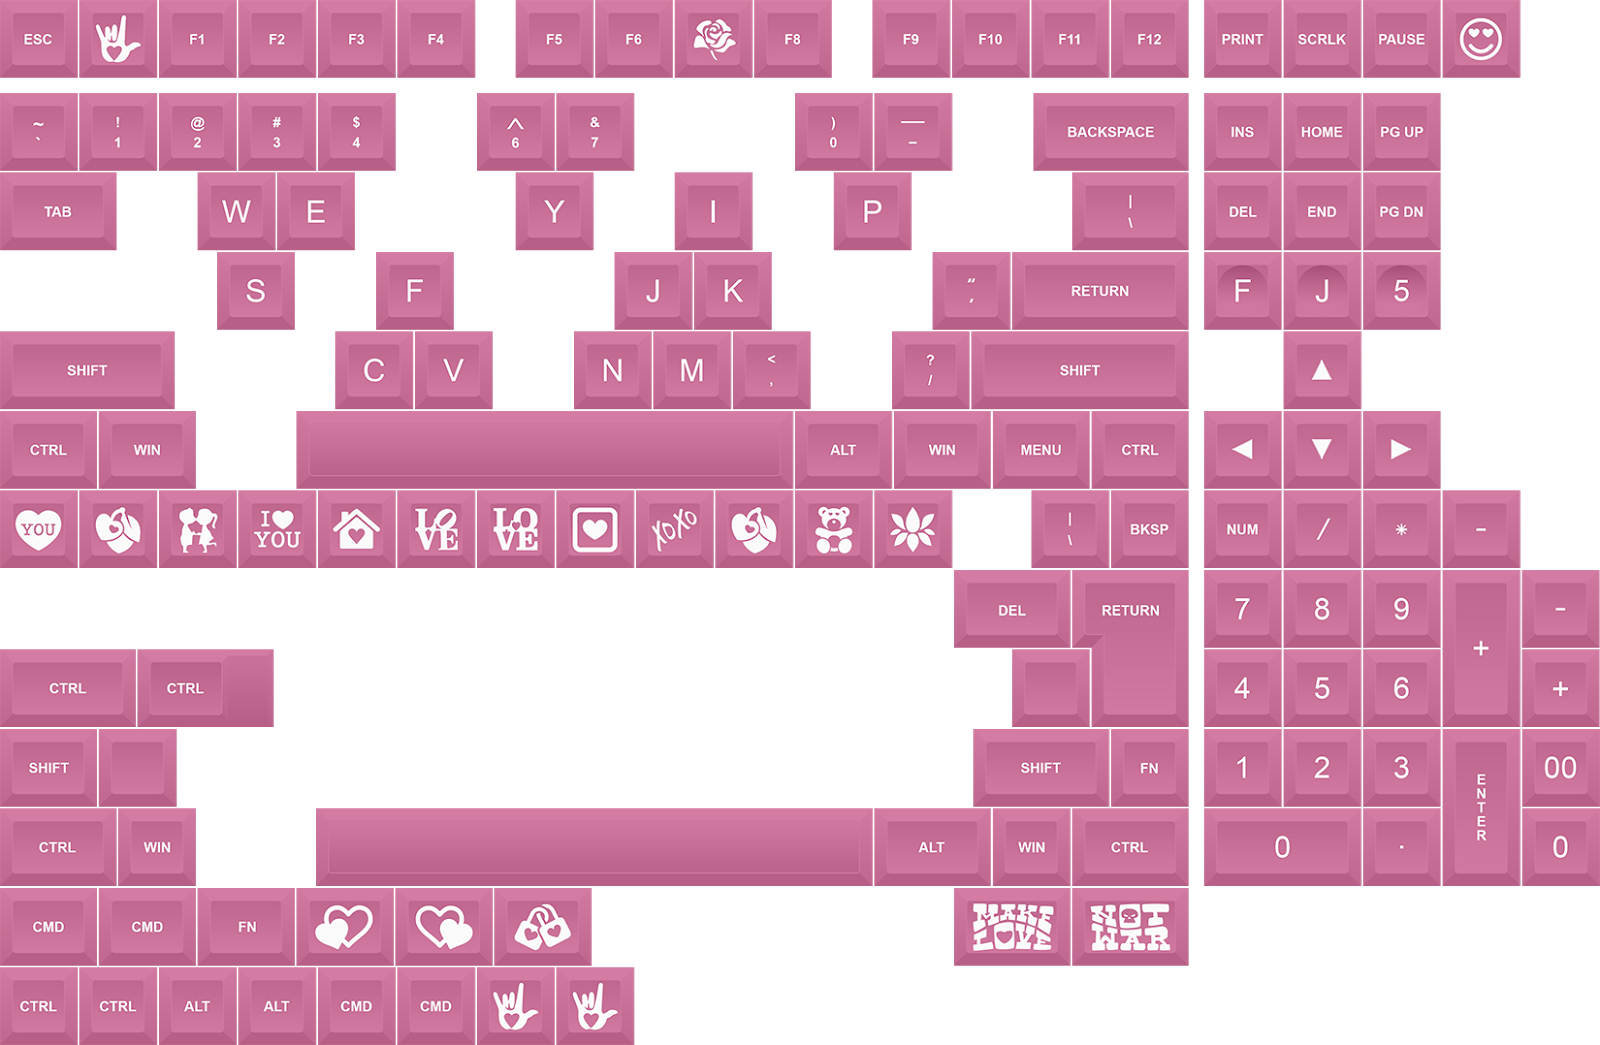 ESC F1 F2 F3 F4 F5 F6 F8 F9 F10 F11 F12 PRINT SCRLK PAUSE
~ ! @ # $ ^ & ) — BACKSPACE INS HOME PG UP
` 1 2 3 4 6 7 0 –
TAB W E Y I P | DEL END PG DN
\
S F J K ” RETURN F J 5
’
SHIFT C V N M < ? SHIFT ▲
, /
CTRL WIN ALT WIN MENU CTRL ◀ ▼ ▶
YOU I YOU LOVE LOVE XOXO | BKSP NUM / * -
\
DEL RETURN 7 8 9 + -
CTRL CTRL 4 5 6 +
SHIFT SHIFT FN 1 2 3 ENTER 00
CTRL WIN ALT WIN CTRL 0 . 0
CMD CMD FN MAKE LOVE NOT WAR
CTRL CTRL ALT ALT CMD CMD